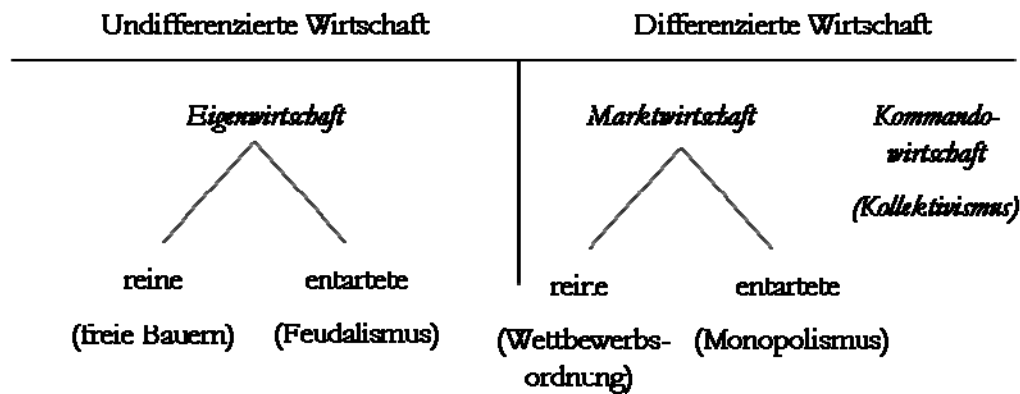 Undifferenzierte Wirtschaft
Differenzierte Wirtschaft
Eigenwirtschaft
Marktwirtschaft
Kommando-
wirtschaft
(Kollektivismus)
reine
entartete
reine
entartete
(freie Bauern)
(Feudalismus)
(Wettbewerbs-
ordnung)
(Monopolismus)